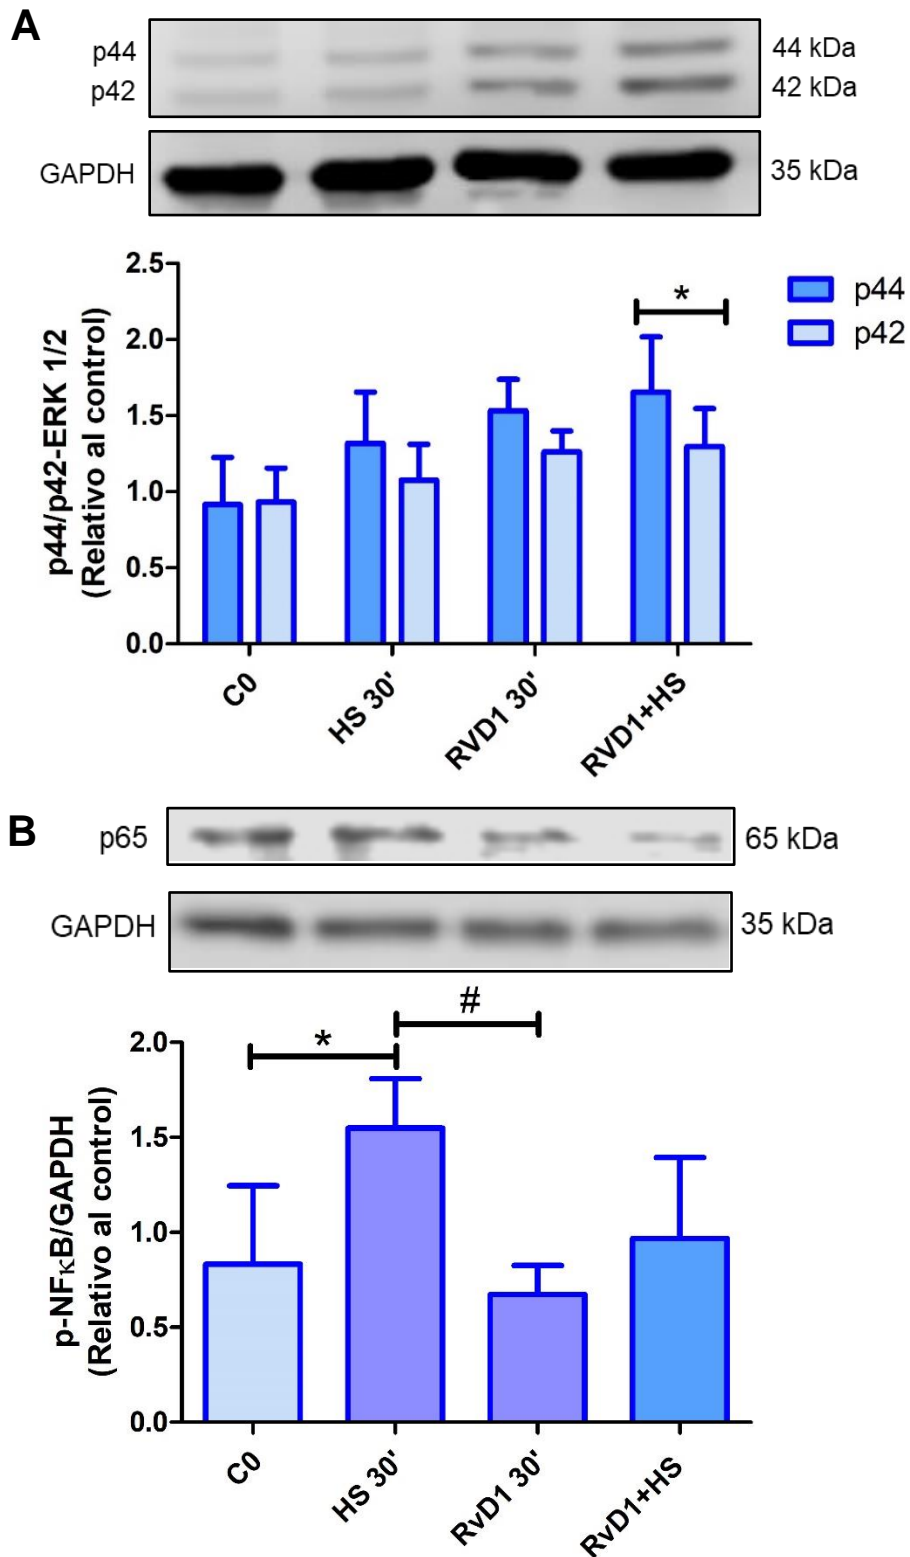 A
p44
44 kDa
p42
42 kDa
GAPDH
35 kDa
p44/p42-ERK 1/2
(Relativo al control)
2.5
2.0
1.5
1.0
0.5
0.0
*
p44
p42
C0
HS 30'
RVD1 30'
RVD1+HS
B
p65
65 kDa
GAPDH
35 kDa
p-NFκB/GAPDH
(Relativo al control)
2.0
1.5
1.0
0.5
0.0
*
#
C0
HS 30'
RvD1 30'
RvD1+HS